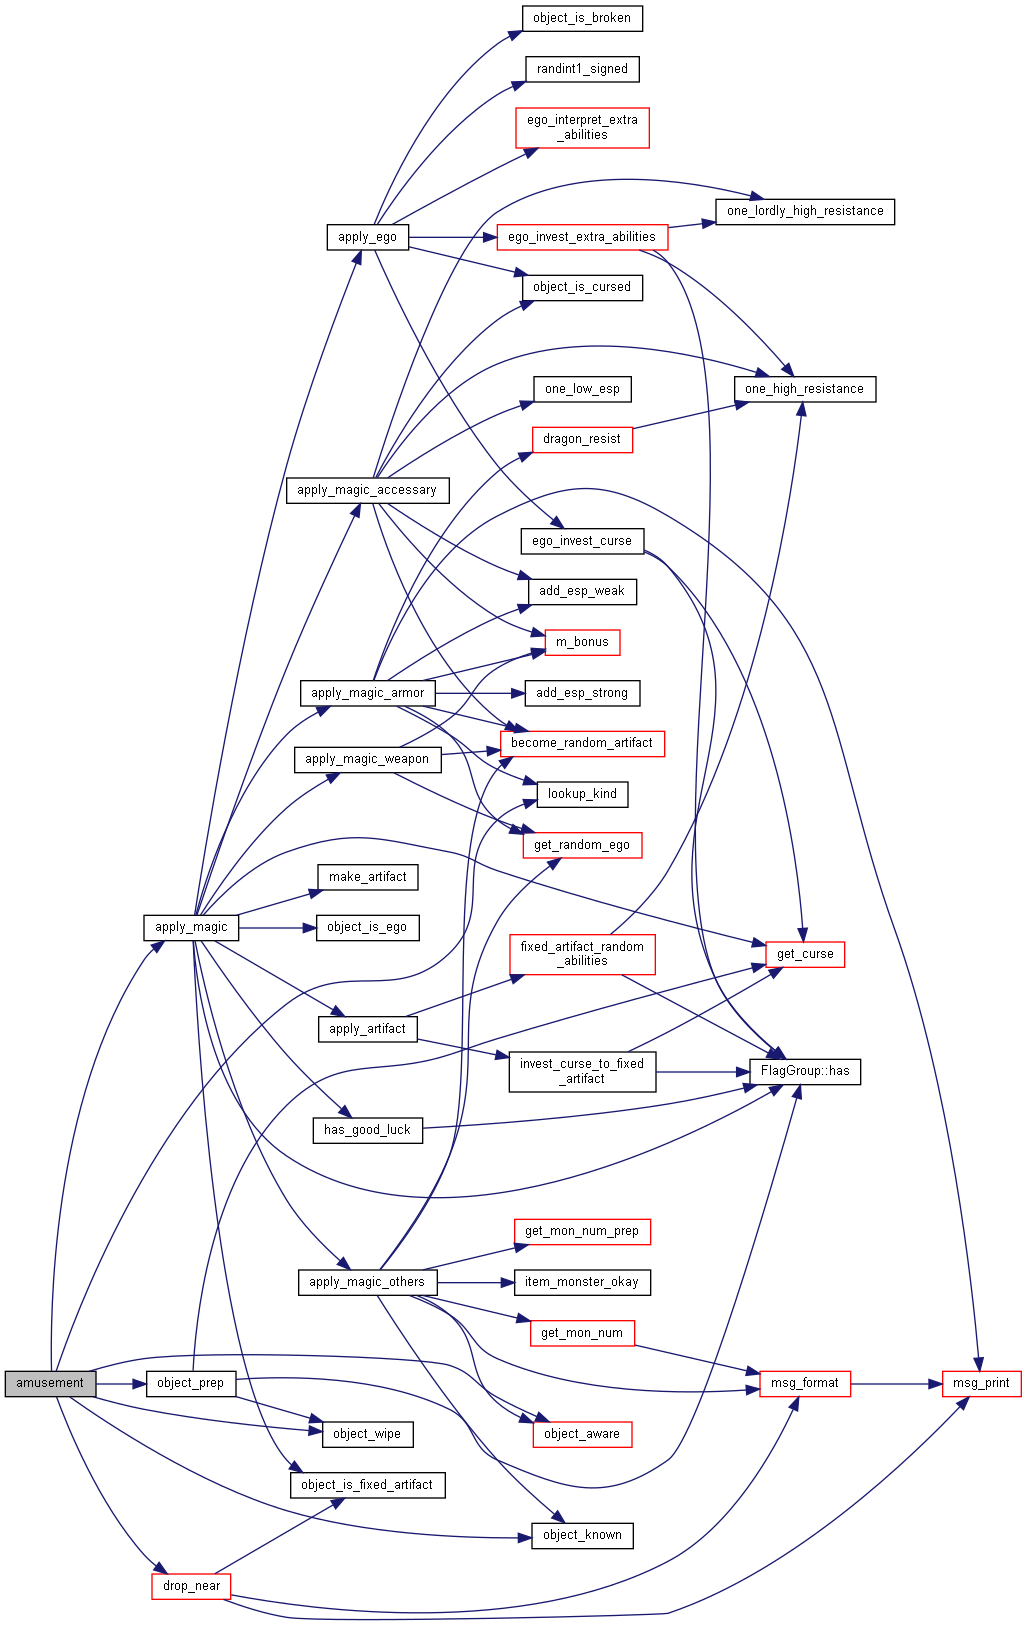 object_is_broken
randint1_signed
ego_interpret_extra
_abilities
one_lordly_high_resistance
apply_ego
ego_invest_extra_abilities
object_is_cursed
one_low_esp
one_high_resistance
dragon_resist
apply_magic_accessary
ego_invest_curse
add_esp_weak
m_bonus
apply_magic_armor
add_esp_strong
become_random_artifact
apply_magic_weapon
lookup_kind
get_random_ego
make_artifact
apply_magic
object_is_ego
fixed_artifact_random
_abilities
get_curse
apply_artifact
invest_curse_to_fixed
_artifact
FlagGroup::has
has_good_luck
get_mon_num_prep
apply_magic_others
item_monster_okay
get_mon_num
amusement
object_prep
msg_format
msg_print
object_wipe
object_aware
object_is_fixed_artifact
object_known
drop_near